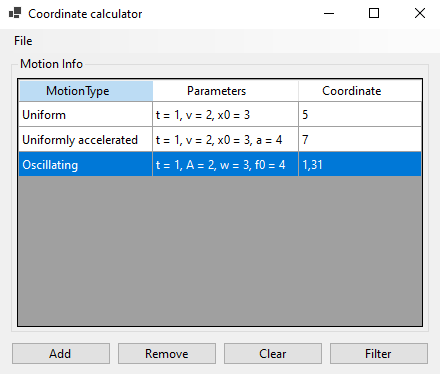 Coordinate calculator
File
Motion Info
MotionType Parameters Coordinate
Uniform t = 1, v = 2, x0 = 3 5
Uniformly accelerated t = 1, v = 2, x0 = 3, a = 4 7
Oscillating t = 1, A = 2, w = 3, f0 = 4 1,31
Add Remove Clear Filter